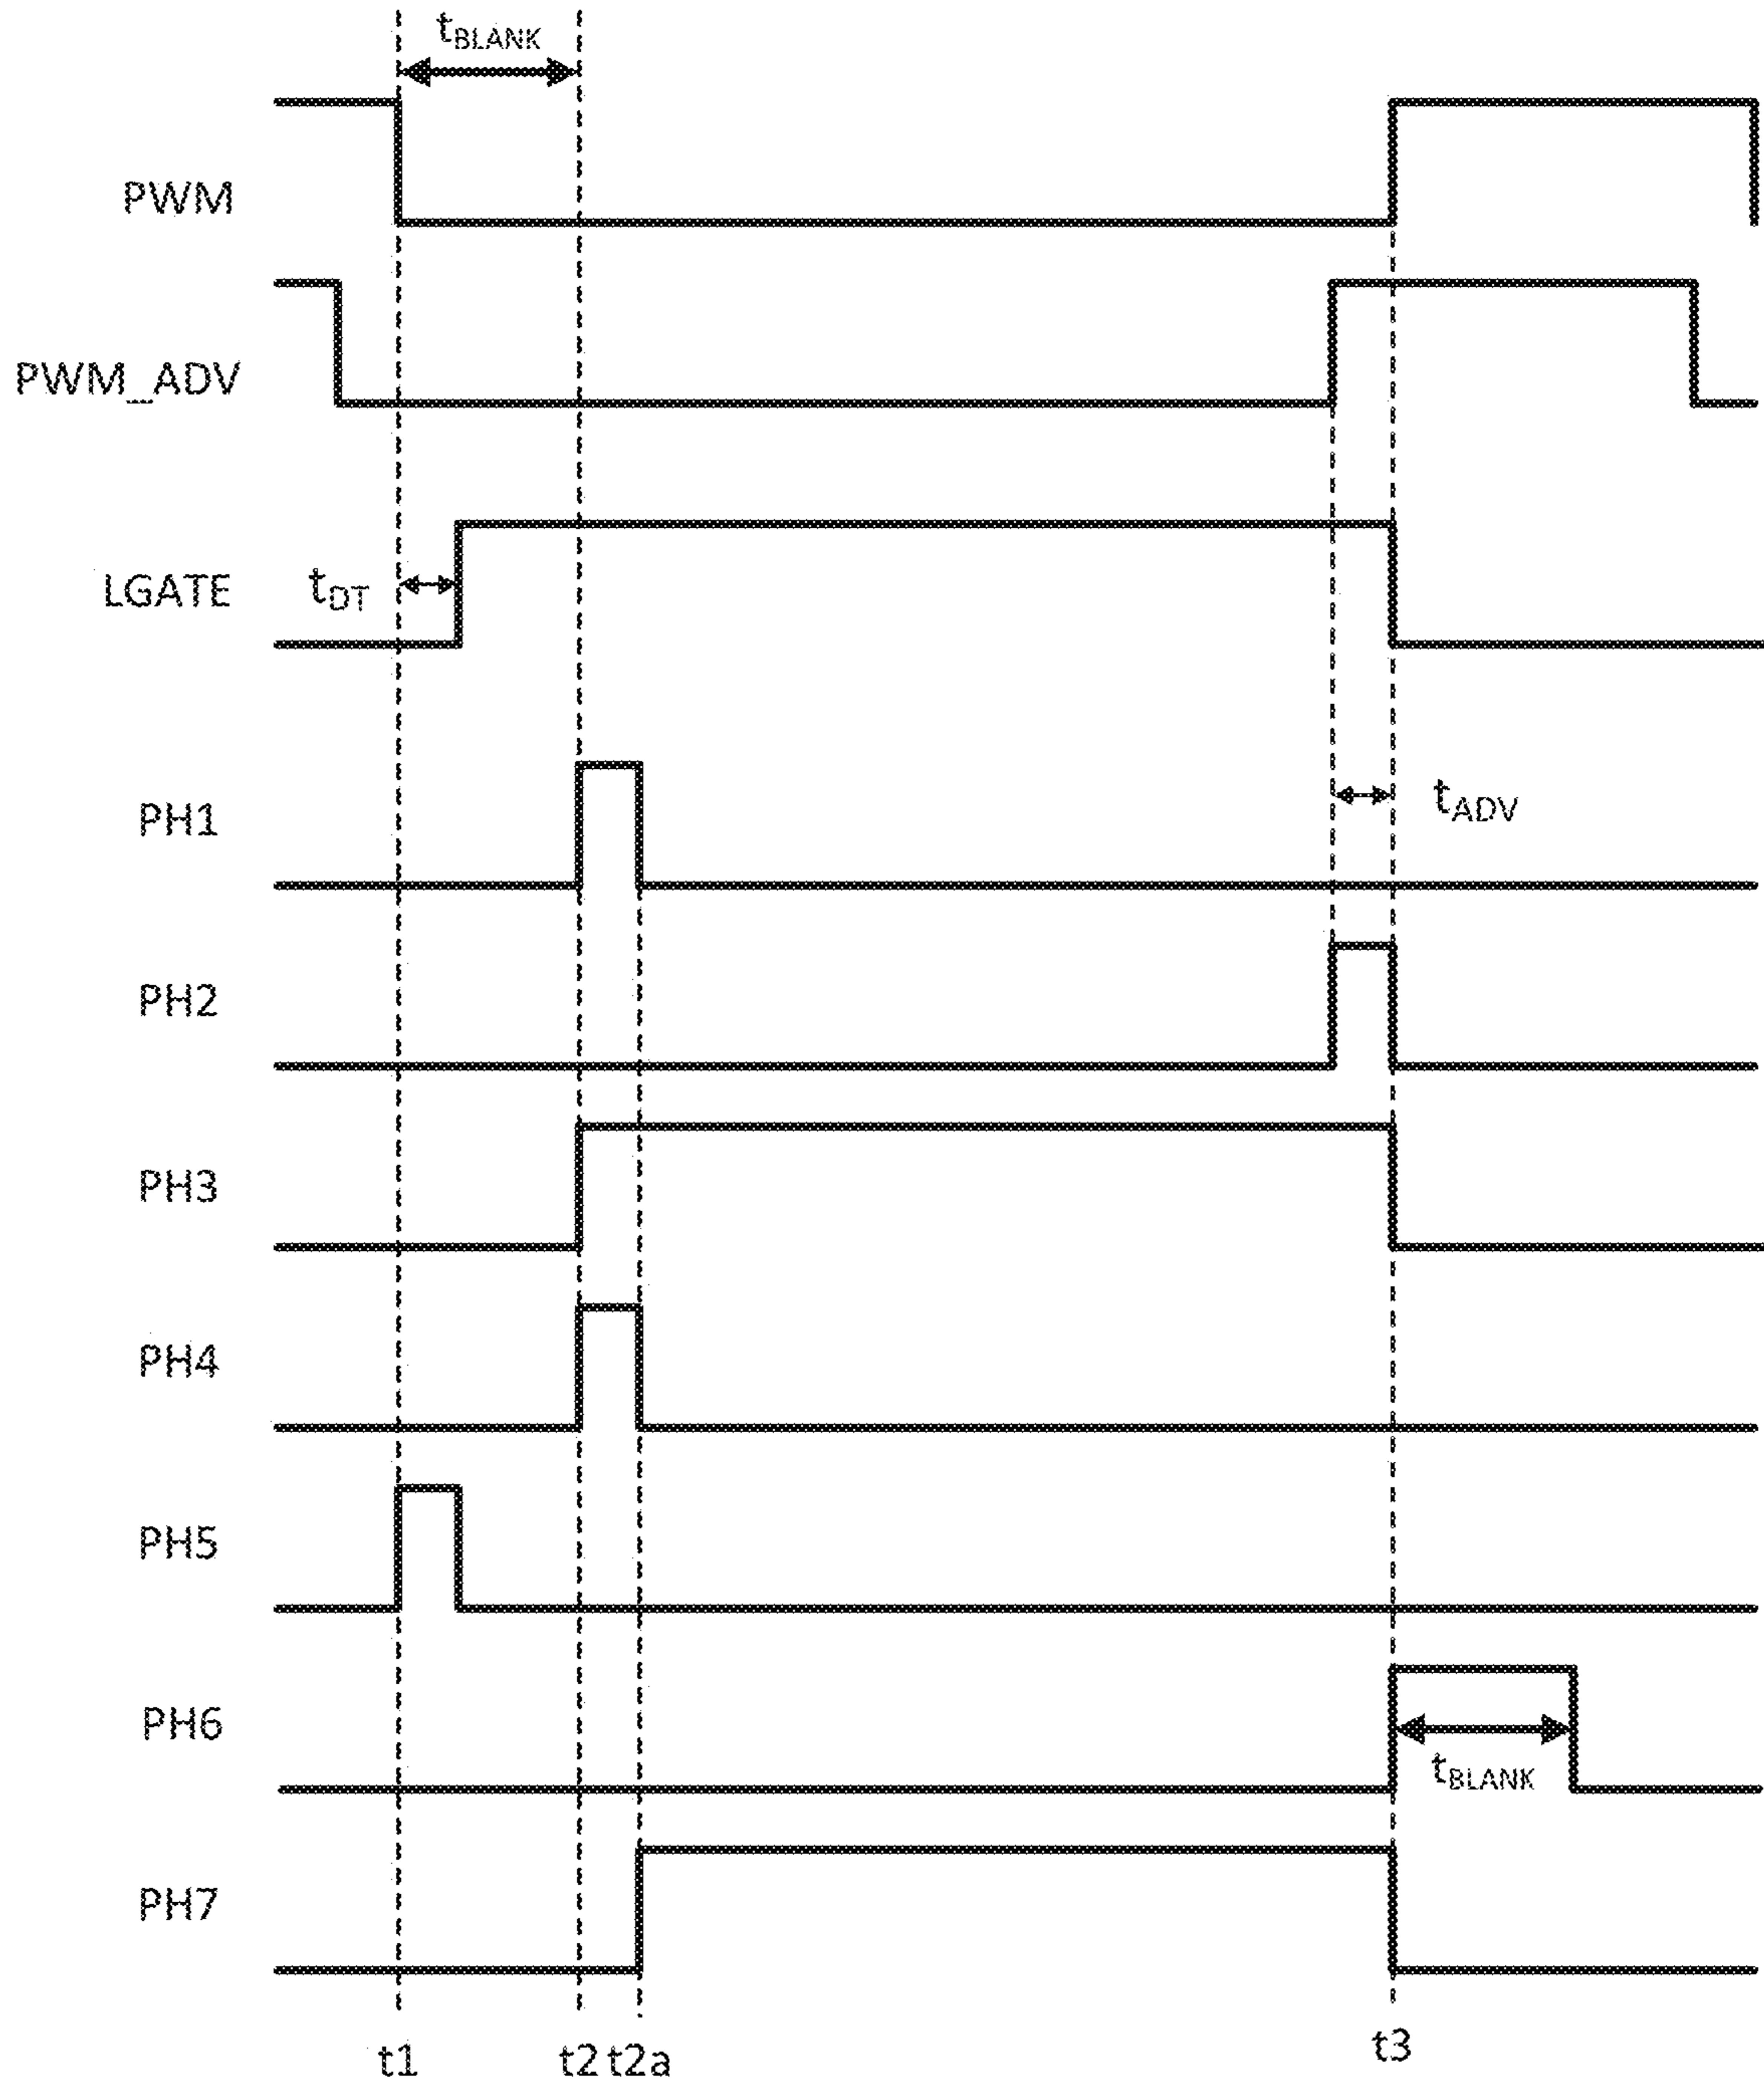 tBLANK
PWM
PWM_ADV
LGATE
tDT
PH1
tADV
PH2
PH3
PH4
PH5
PH6
tBLANK
PH7
t1
t2
t2a
t3